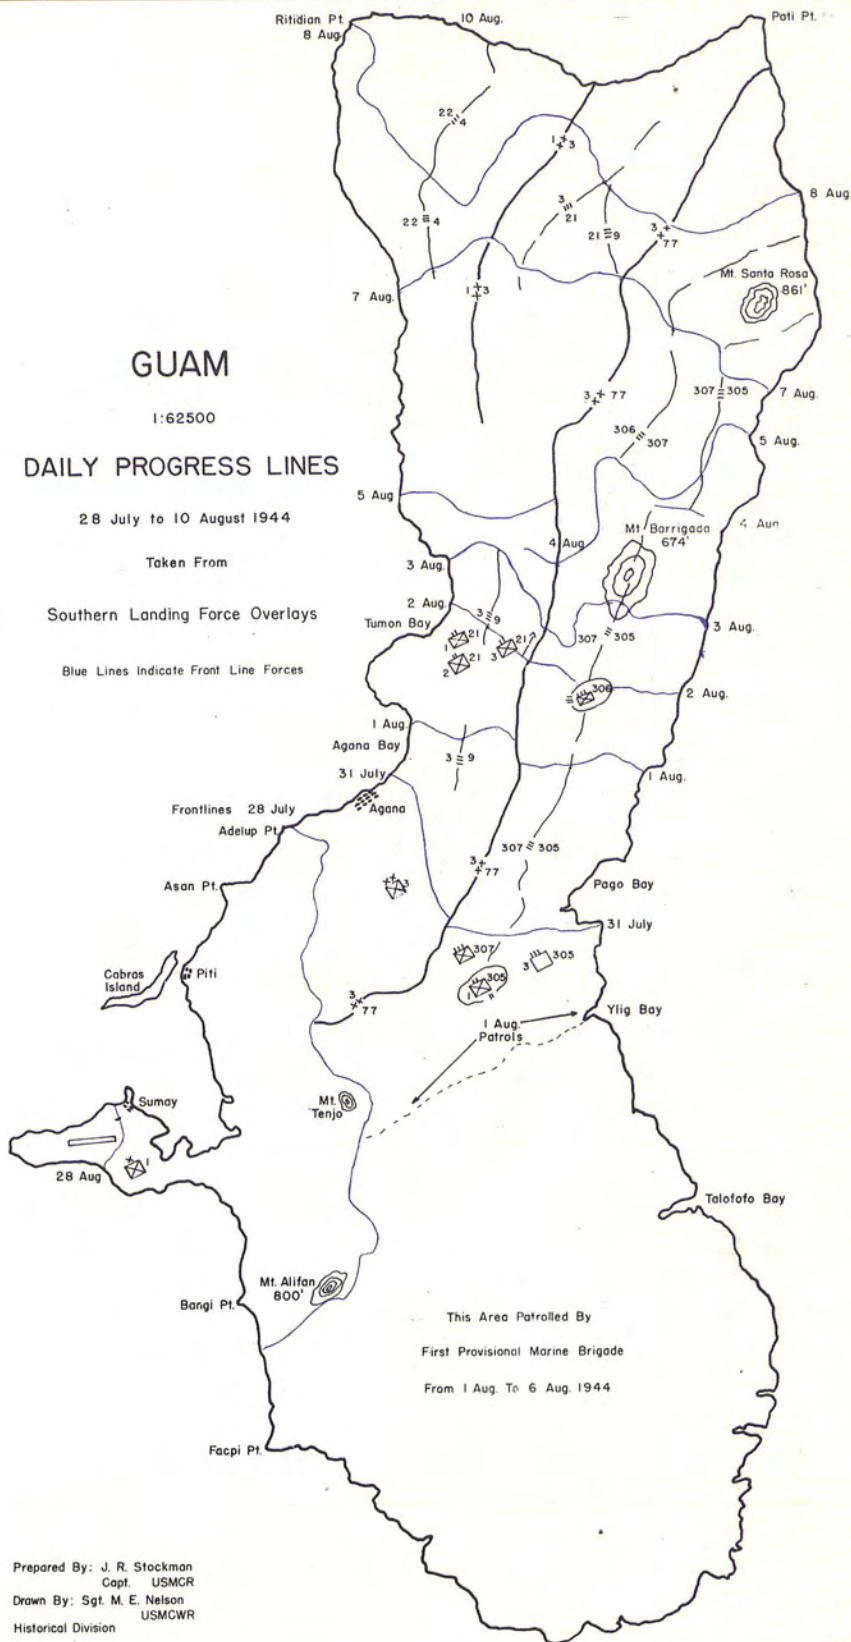 Ritidian Pt.
8 Aug.
10 Aug.
Pati Pt.
22 4
1 3
3
21
22 4
21 9
3
77
8 Aug.
Mt. Santa Rosa
861'
7 Aug.
1 3
GUAM
1:62500
DAILY PROGRESS LINES
28 July to 10 August 1944
Taken From
Southern Landing Force Overlays
Blue Lines Indicate Front Line Forces
3 77
307 305
7 Aug.
306
307
5 Aug.
5 Aug
4 Aug
Mt. Barrigada
674'
4 Aug
3 Aug.
2 Aug.
Tumon Bay
3 9
21
1
21
2
21
3
307 305
3 Aug.
306
2 Aug.
1 Aug.
Agana Bay
3 9
31 July
1 Aug.
Agana
Frontlines 28 July
Adelup Pt.
307 305
3
77
Asan Pt.
3
Pago Bay
31 July
307
3 305
305
1
Cabras
Island
Piti
3
77
1 Aug.
Patrols
Ylig Bay
Mt.
Tenjo
Sumay
1
28 Aug
Talofofo Bay
Mt. Alifan
800'
Bangi Pt.
This Area Patrolled By
First Provisional Marine Brigade
From 1 Aug. To 6 Aug. 1944
Facpi Pt.
Prepared By: J. R. Stockman
Capt. USMCR
Drawn By: Sgt. M. E. Nelson
USMCWR
Historical Division